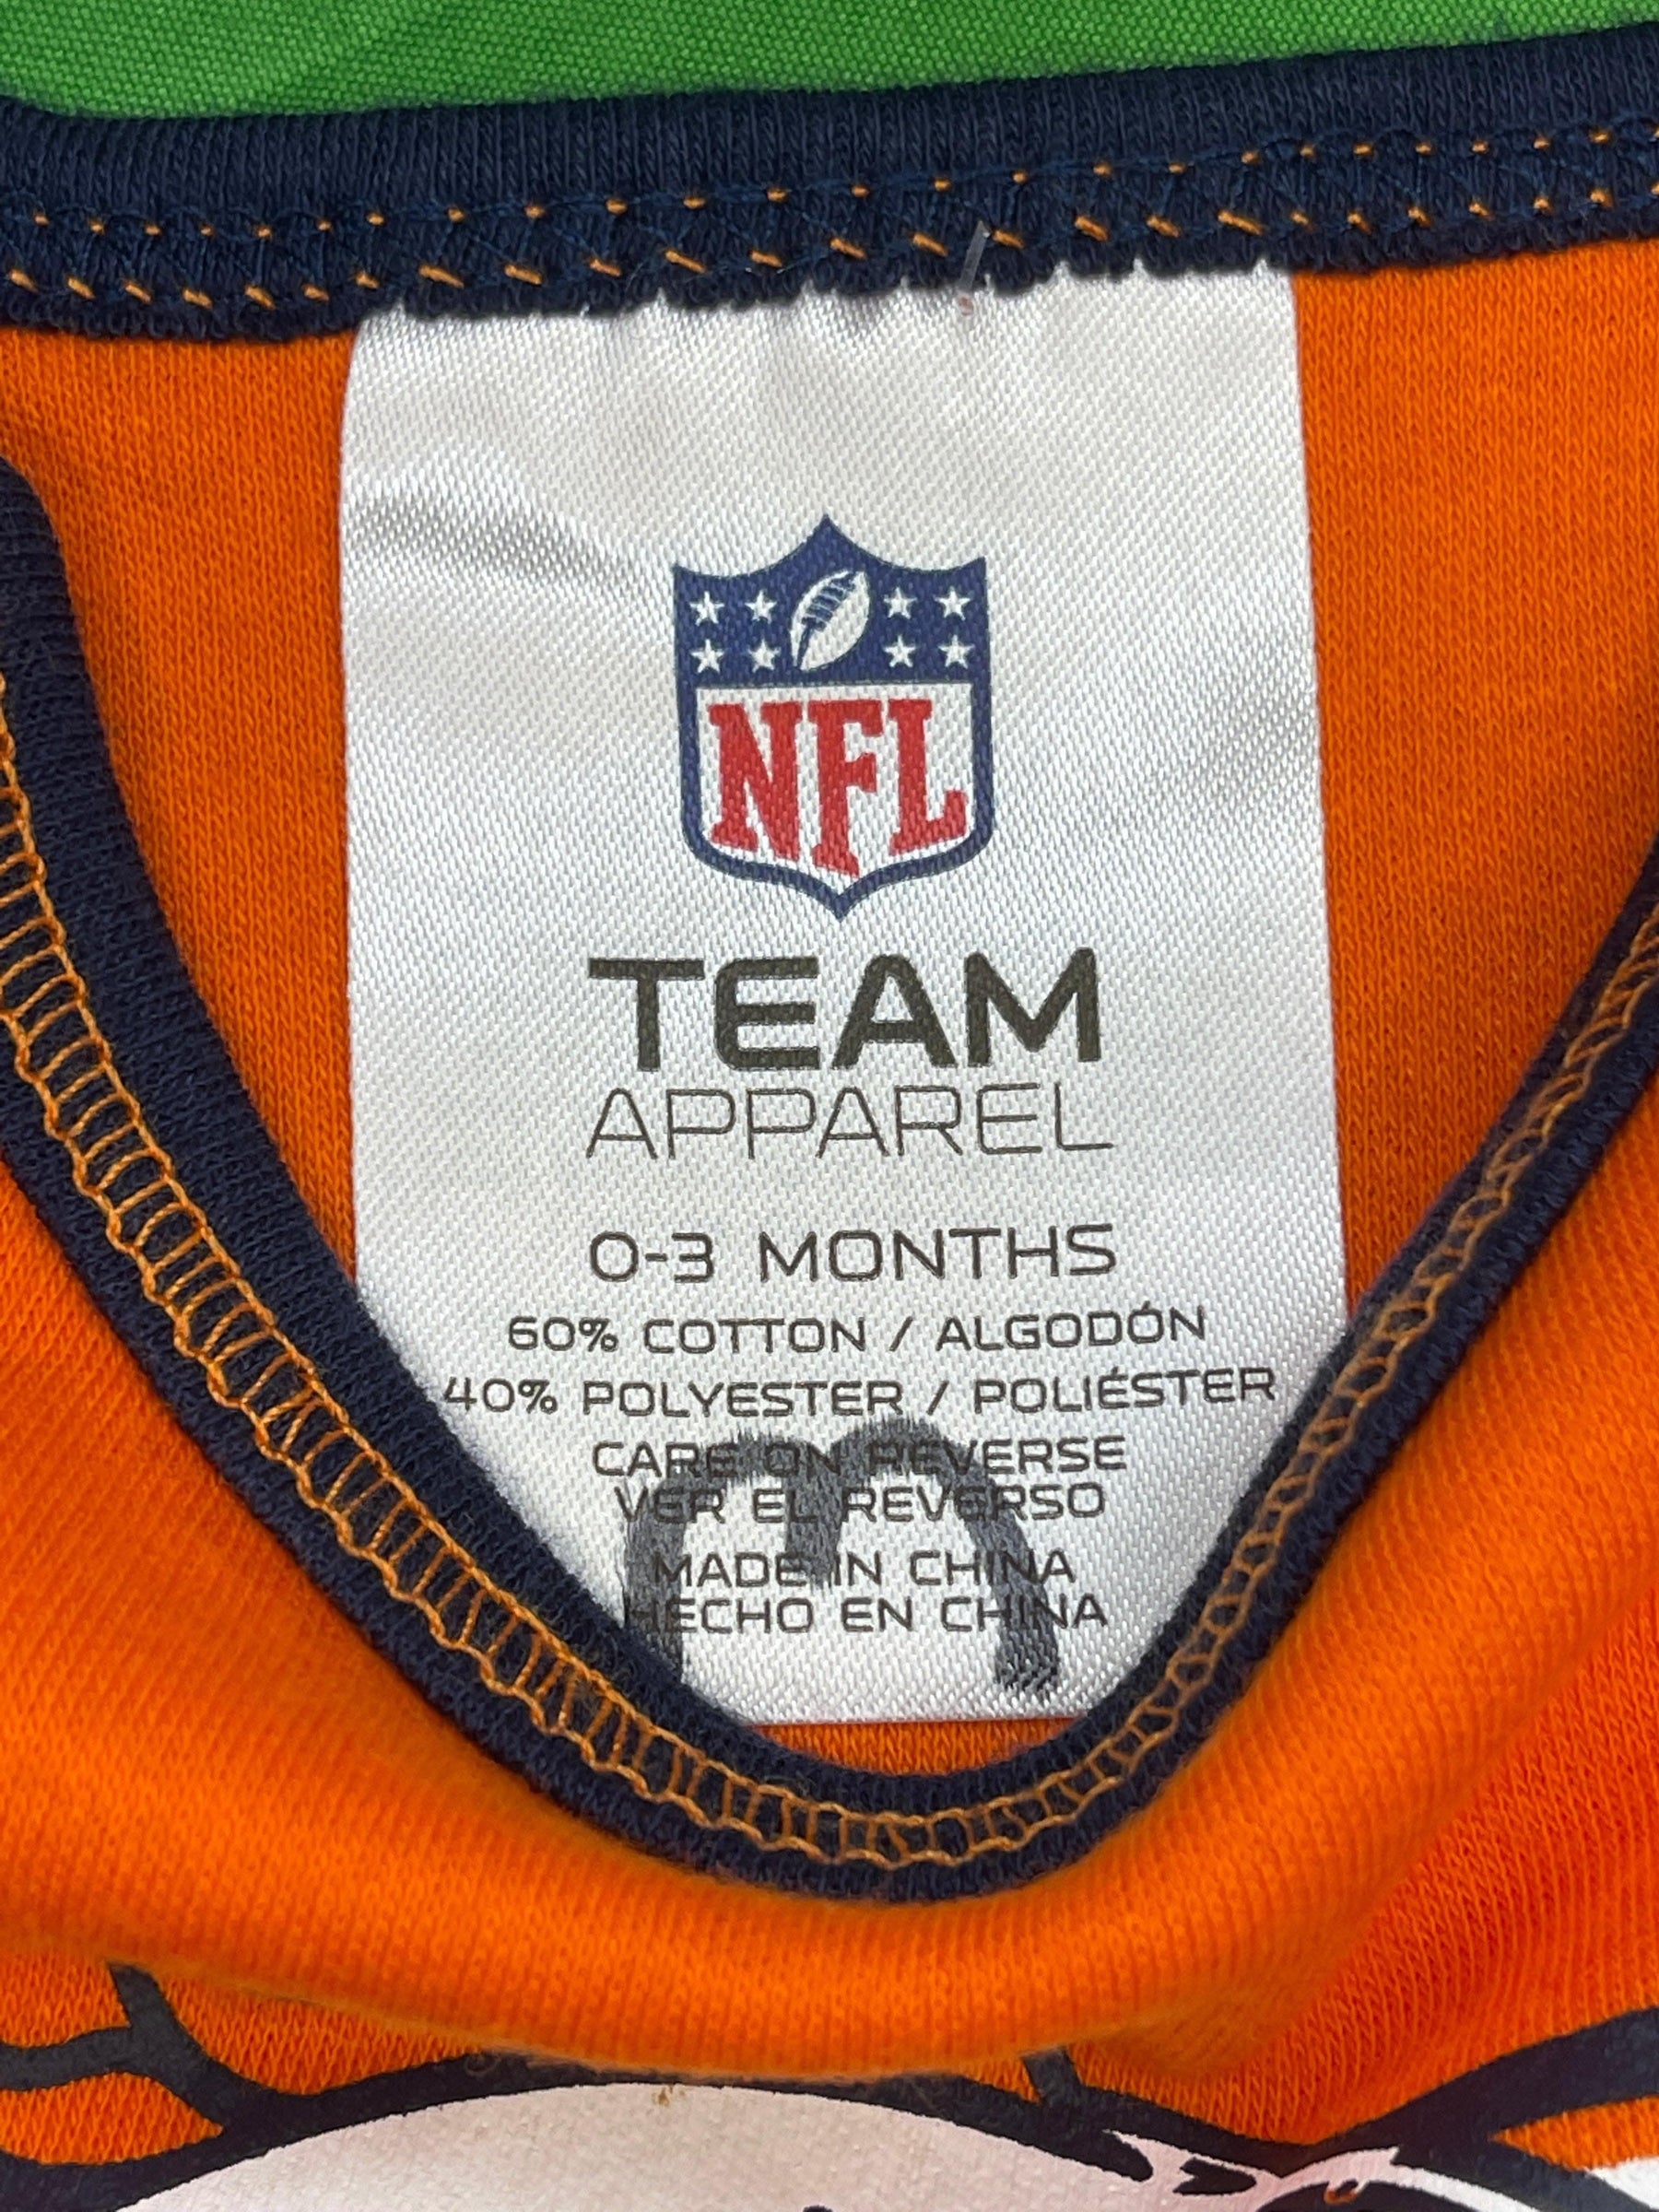 NFL
TEAM
APPAREL
0-3 MONTHS
60% COTTON / ALGODÓN
40% POLYESTER / POLIÉSTER
CARE ON REVERSE
VER EL REVERSO
MADE IN CHINA
HECHO EN CHINA
m